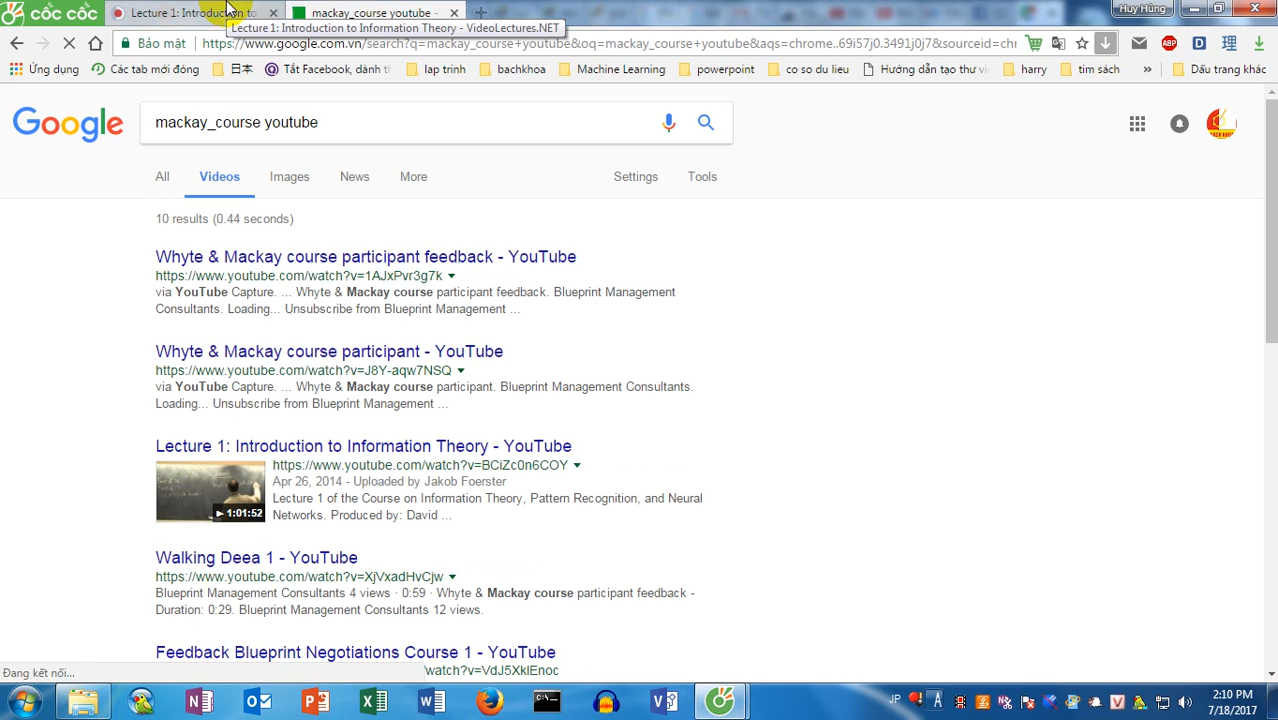 cốc cốc
Lecture 1: Introduction to
mackay_course youtube -
Huy Hùng
Lecture 1: Introduction to Information Theory - VideoLectures.NET
Bảo mật
https://www.google.com.vn/search?q=mackay_course+youtube&oq=mackay_course+youtube&aqs=chrome..69i57j0.3491j0j7&sourceid=chr
ABP
D
理
Ứng dụng
Các tab mới đóng
日本
Tắt Facebook, dành th
lap trinh
bachkhoa
Machine Learning
powerpoint
co so du lieu
Hướng dẫn tạo thư v
harry
tim sách
»
Dấu trang khác
Google
mackay_course youtube
All
Videos
Images
News
More
Settings
Tools
10 results (0.44 seconds)
Whyte & Mackay course participant feedback - YouTube
https://www.youtube.com/watch?v=1AJxPvr3g7k
via YouTube Capture. ... Whyte & Mackay course participant feedback. Blueprint Management
Consultants. Loading... Unsubscribe from Blueprint Management ...
Whyte & Mackay course participant - YouTube
https://www.youtube.com/watch?v=J8Y-aqw7NSQ
via YouTube Capture. ... Whyte & Mackay course participant. Blueprint Management Consultants.
Loading... Unsubscribe from Blueprint Management ...
Lecture 1: Introduction to Information Theory - YouTube
https://www.youtube.com/watch?v=BCiZc0n6COY
Apr 26, 2014 - Uploaded by Jakob Foerster
Lecture 1 of the Course on Information Theory, Pattern Recognition, and Neural
Networks. Produced by: David ...
1:01:52
Walking Deea 1 - YouTube
https://www.youtube.com/watch?v=XjVxadHvCjw
Blueprint Management Consultants 4 views · 0:59 · Whyte & Mackay course participant feedback -
Duration: 0:29. Blueprint Management Consultants 12 views.
Feedback Blueprint Negotiations Course 1 - YouTube
/watch?v=VdJ5XklEnoc
Đang kết nối...
JP
A
2:10 PM
7/18/2017